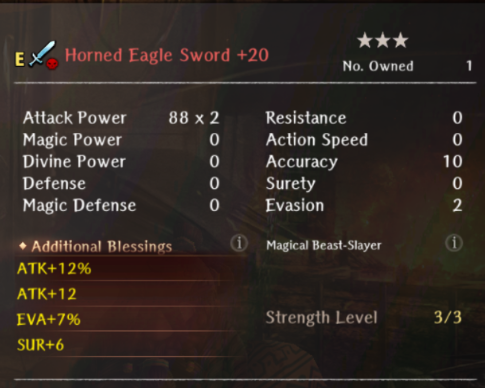 E Horned Eagle Sword +20
★★★
No. Owned 1
Attack Power 88 x 2 Resistance 0
Magic Power 0 Action Speed 0
Divine Power 0 Accuracy 10
Defense 0 Surety 0
Magic Defense 0 Evasion 2
Additional Blessings Magical Beast-Slayer
ATK+12%
ATK+12
EVA+7% Strength Level 3/3
SUR+6